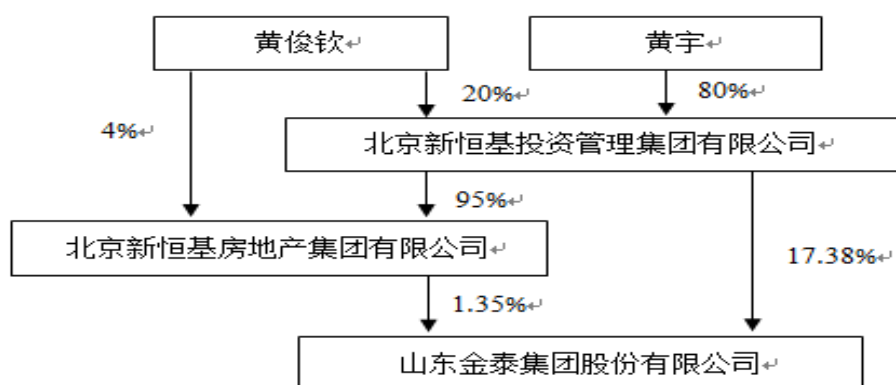 黄俊钦
黄宇
4%
20%
80%
北京新恒基投资管理集团有限公司
95%
北京新恒基房地产集团有限公司
17.38%
1.35%
山东金泰集团股份有限公司